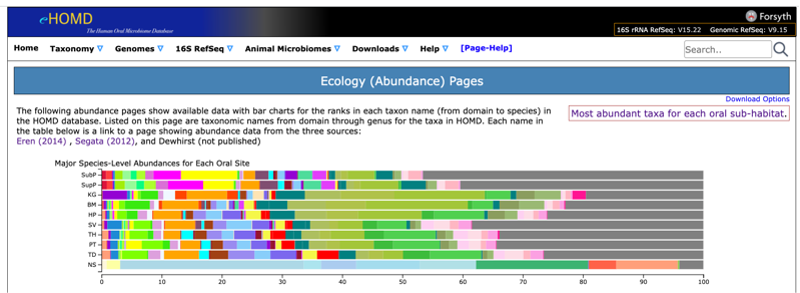 eHOMD
The Human Oral Microbiome Database
Forsyth
16S rRNA RefSeq: V15.22 Genomic RefSeq: V9.15
Home Taxonomy ∇ Genomes ∇ 16S RefSeq ∇ Animal Microbiomes ∇ Downloads ∇ Help ∇ [Page-Help] Search..
Ecology (Abundance) Pages
Download Options
Most abundant taxa for each oral sub-habitat.
The following abundance pages show available data with bar charts for the ranks in each taxon name (from domain to species) in
the HOMD database. Listed on this page are taxonomic names from domain through genus for the taxa in HOMD. Each name in
the table below is a link to a page showing abundance data from the three sources:
Eren (2014) , Segata (2012), and Dewhirst (not published)
Major Species-Level Abundances for Each Oral Site
SubP
SupP
KG
BM
HP
SV
TH
PT
TD
NS
0 10 20 30 40 50 60 70 80 90 100